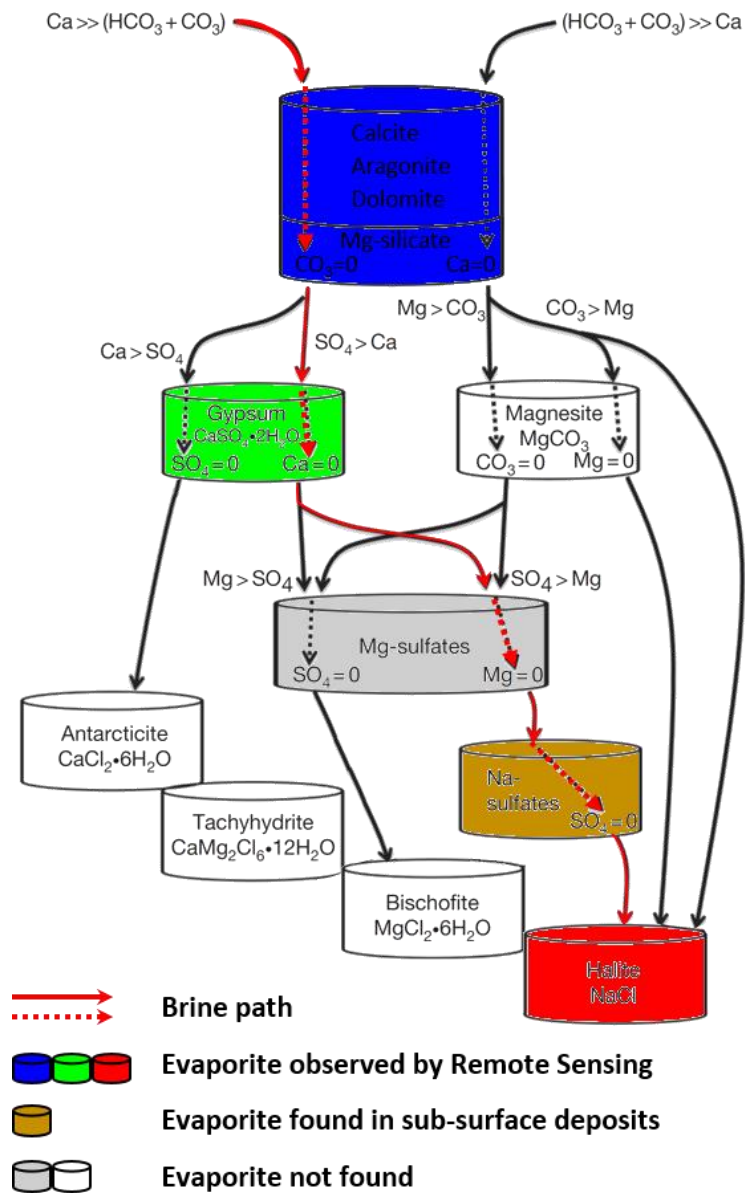 Ca>>(HCO₃+CO₃)
(HCO₃+CO₃)>>Ca
Calcite
Aragonite
Dolomite
Mg-silicate
CO₃=0
Ca=0
Mg>CO₃
CO₃>Mg
Ca>SO₄
SO₄>Ca
Gypsum
CaSO₄•2H₂O
SO₄=0
Ca=0
Magnesite
MgCO₃
CO₃=0
Mg=0
Mg>SO₄
SO₄>Mg
Mg-sulfates
SO₄=0
Mg=0
Antarcticite
CaCl₂•6H₂O
Na-
sulfates
SO₄=0
Tachyhydrite
CaMg₂Cl₆•12H₂O
Bischofite
MgCl₂•6H₂O
Halite
NaCl
Brine path
Evaporite observed by Remote Sensing
Evaporite found in sub-surface deposits
Evaporite not found